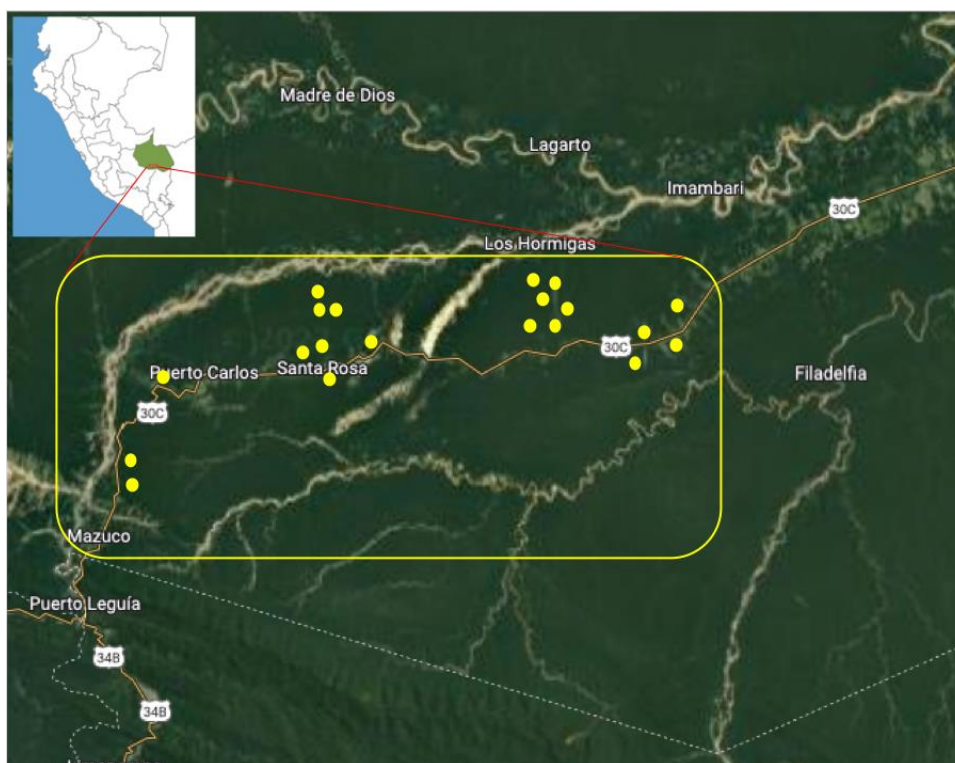 Madre de Dios
Lagarto
Imambari
30C
Los Hormigas
Puerto Carlos
Santa Rosa
30C
Filadelfia
30C
Mazuco
Puerto Leguía
34B
34B